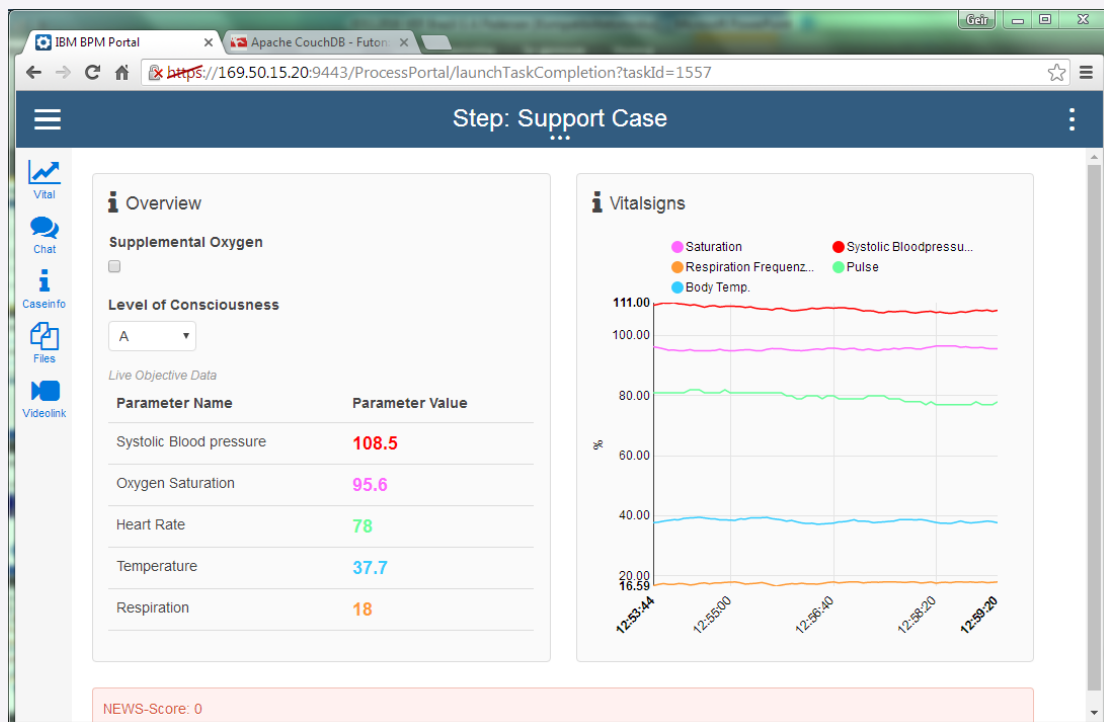 Geir
IBM BPM Portal
Apache CouchDB - Futon:
https://169.50.15.20:9443/ProcessPortal/launchTaskCompletion?taskId=1557
Step: Support Case
Vital
Chat
Caseinfo
Files
Videolink
Overview
Supplemental Oxygen
Level of Consciousness
A
Live Objective Data
Parameter Name Parameter Value
Systolic Blood pressure 108.5
Oxygen Saturation 95.6
Heart Rate 78
Temperature 37.7
Respiration 18
Vitalsigns
Saturation Systolic Bloodpressu...
Respiration Frequenz... Pulse
Body Temp.
111.00
100.00
80.00
%
60.00
40.00
20.00
16.59
12:53:44 12:55:00 12:56:40 12:58:20 12:59:20
NEWS-Score: 0